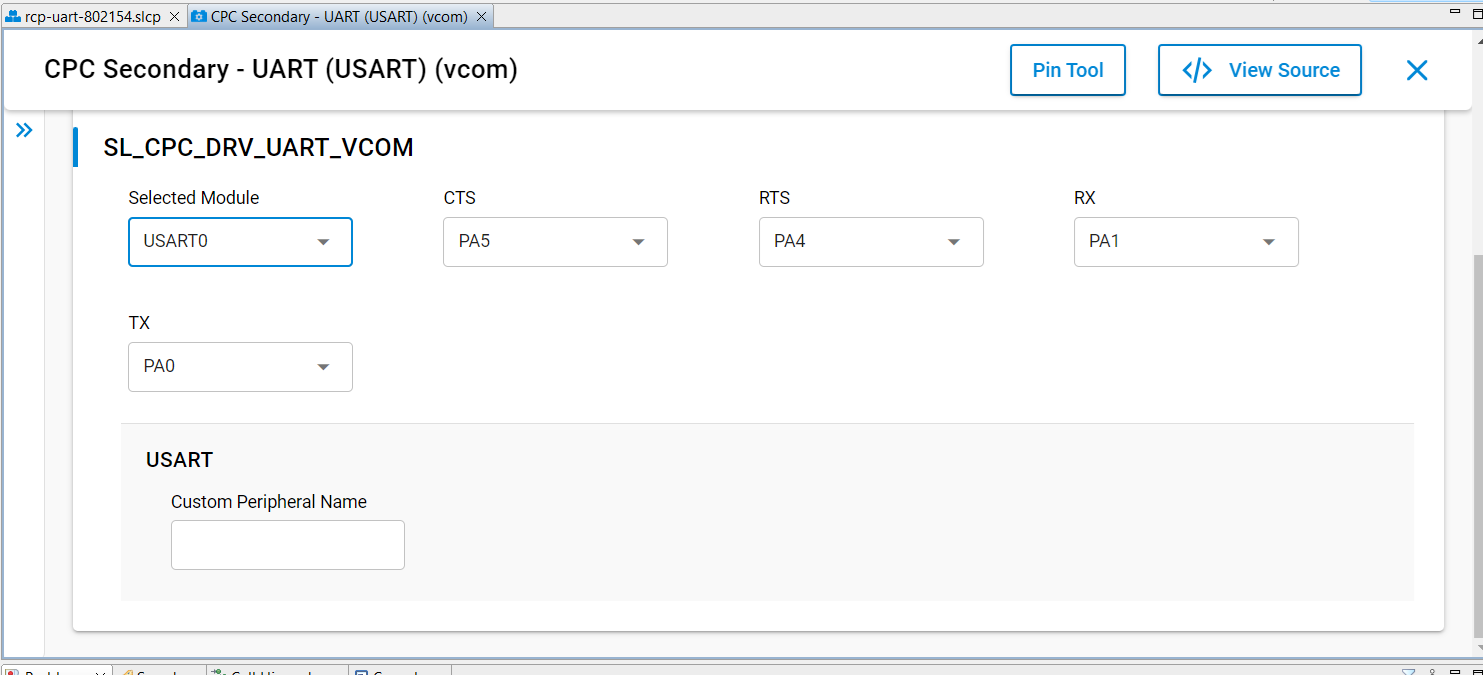 rcp-uart-802154.slcp
CPC Secondary - UART (USART) (vcom)
CPC Secondary - UART (USART) (vcom)
Pin Tool
</> View Source
SL_CPC_DRV_UART_VCOM
Selected Module
CTS
RTS
RX
USART0
PA5
PA4
PA1
TX
PA0
USART
Custom Peripheral Name